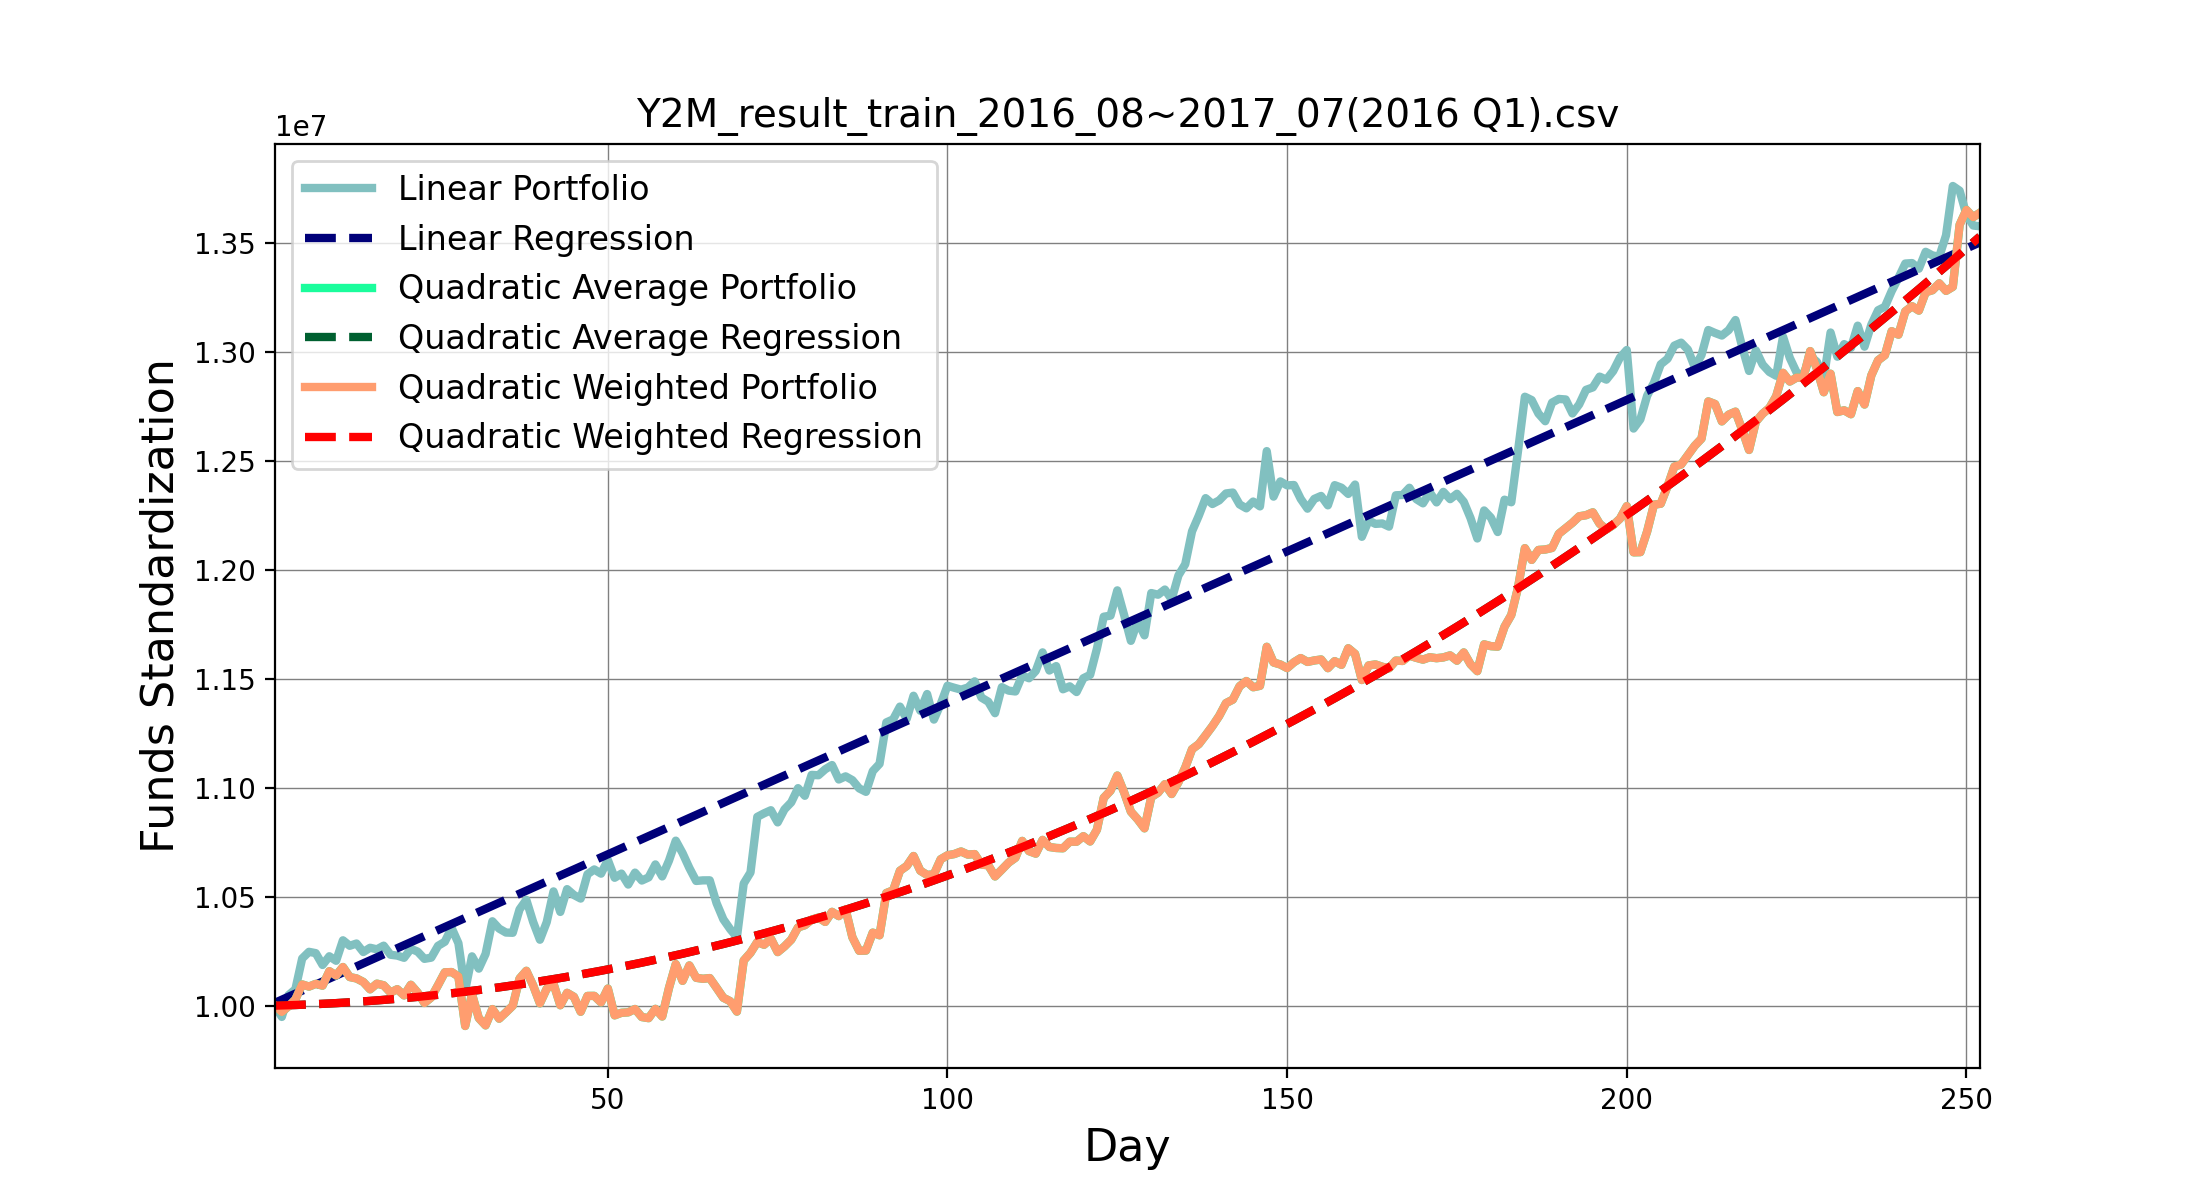 Y2M_result_train_2016_08~2017_07(2016 Q1).csv
1e7
Linear Portfolio
Linear Regression
Quadratic Average Portfolio
Quadratic Average Regression
Quadratic Weighted Portfolio
Quadratic Weighted Regression
Funds Standardization
1.35
1.30
1.25
1.20
1.15
1.10
1.05
1.00
50 100 150 200 250
Day